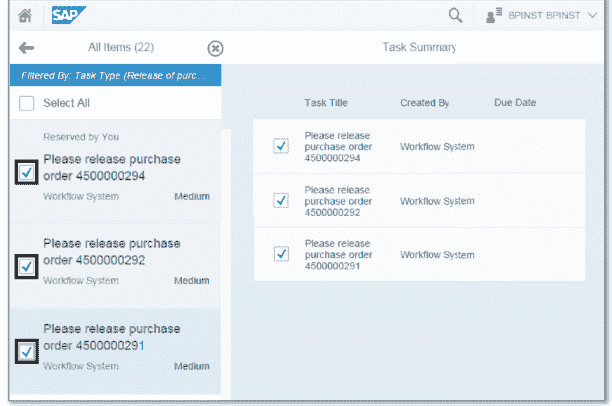 SAP
BPINST BPINST
All Items (22)
Task Summary
Filtered By: Task Type (Release of purc...
Select All
Task Title Created By Due Date
Reserved by You
Please release purchase
order 4500000294
Workflow System Medium
Please release
purchase order
4500000294
Workflow System
Please release purchase
order 4500000292
Workflow System Medium
Please release
purchase order
4500000292
Workflow System
Please release purchase
order 4500000291
Workflow System Medium
Please release
purchase order
4500000291
Workflow System